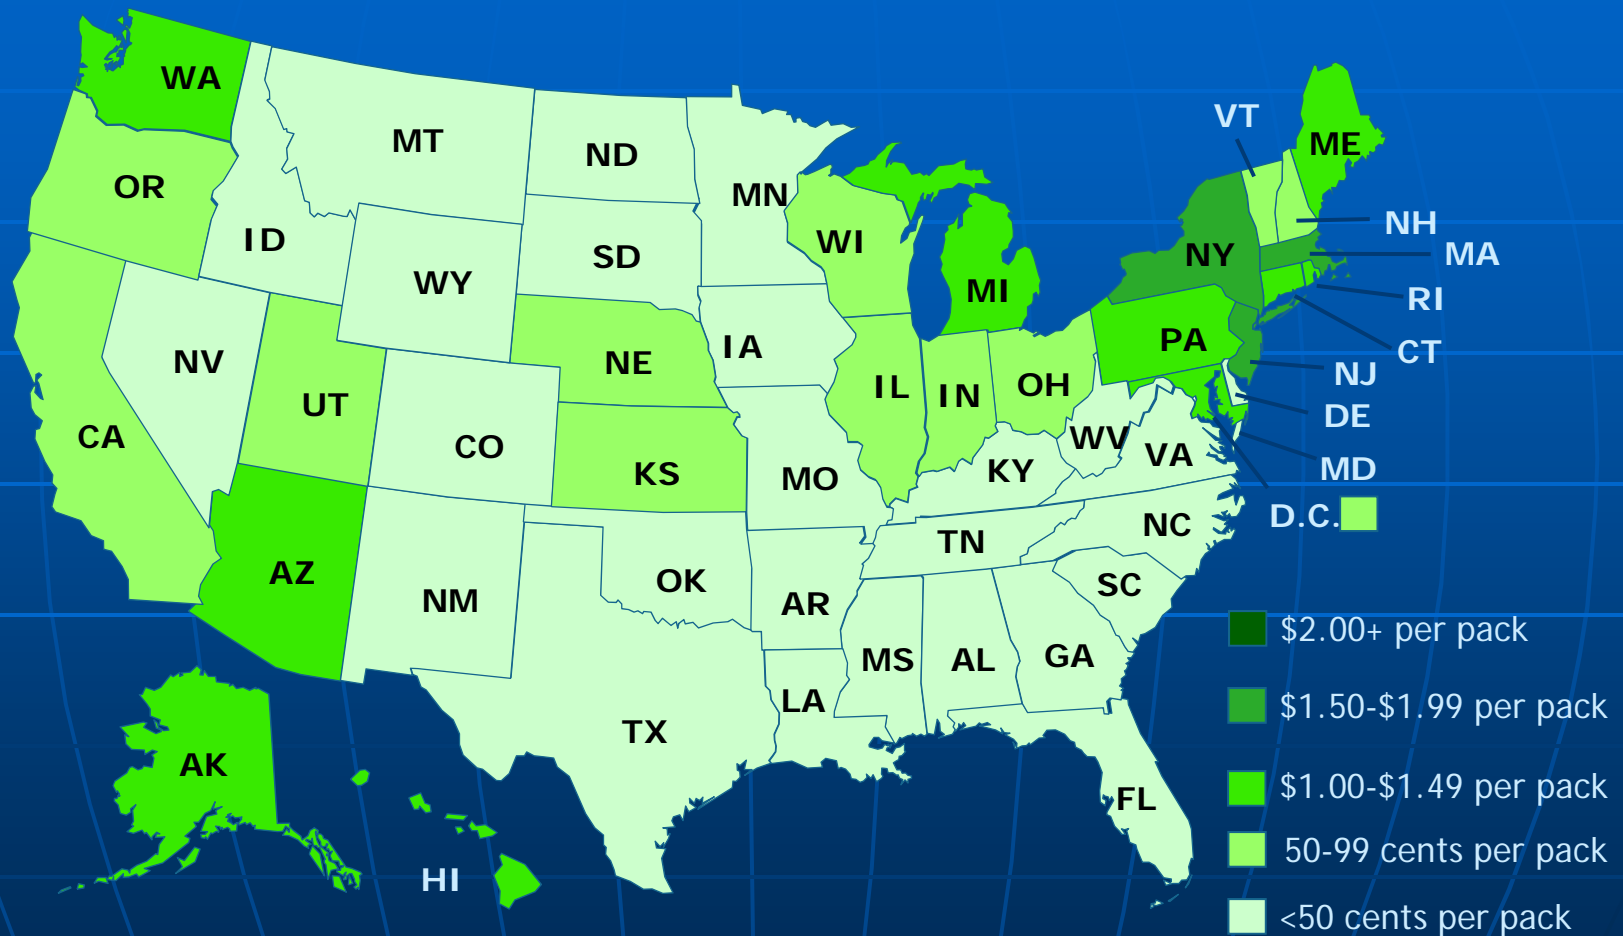 WA
MT
ND
VT
ME
OR
MN
ID
SD
WI
NY
NH
MA
WY
MI
RI
NV
NE
IA
PA
CT
UT
IL
IN
OH
NJ
DE
CA
CO
KS
MO
KY
WV
VA
MD
D.C.
AZ
NM
OK
TN
NC
AR
SC
$2.00+ per pack
MS
AL
GA
$1.50-$1.99 per pack
LA
TX
AK
$1.00-$1.49 per pack
FL
50-99 cents per pack
HI
<50 cents per pack